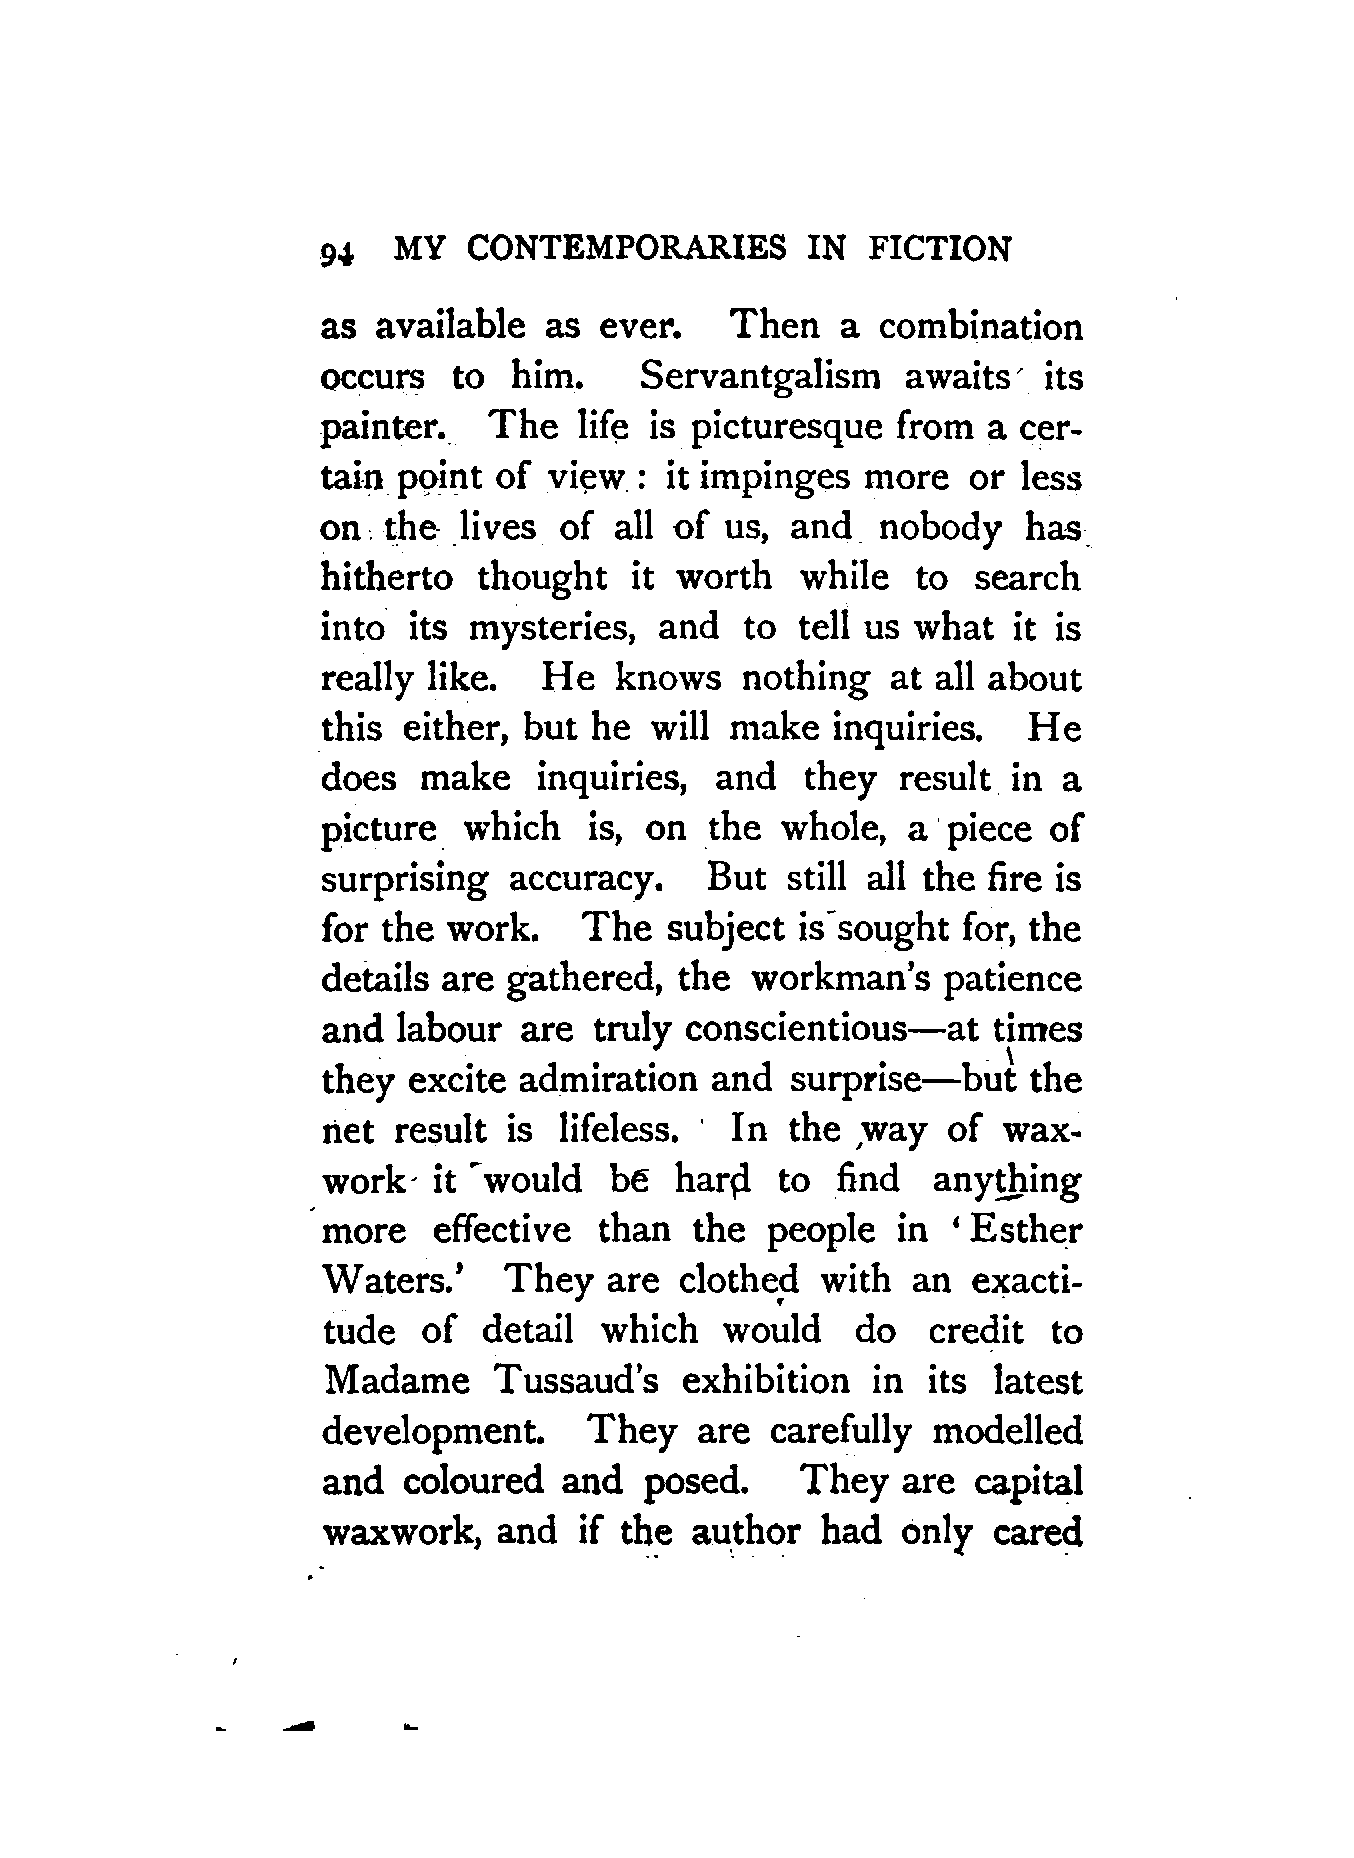 94 MY CONTEMPORARIES IN FICTION
as available as ever. Then a combination
occurs to him. Servantgalism awaits its
painter. The life is picturesque from a cer-
tain point of view : it impinges more or less
on the lives of all of us, and nobody has
hitherto thought it worth while to search
into its mysteries, and to tell us what it is
really like. He knows nothing at all about
this either, but he will make inquiries. He
does make inquiries, and they result in a
picture which is, on the whole, a piece of
surprising accuracy. But still all the fire is
for the work. The subject is sought for, the
details are gathered, the workman's patience
and labour are truly conscientious—at times
they excite admiration and surprise—but the
net result is lifeless. In the way of wax-
work it would be hard to find anything
more effective than the people in ‘Esther
Waters.’ They are clothed with an exacti-
tude of detail which would do credit to
Madame Tussaud's exhibition in its latest
development. They are carefully modelled
and coloured and posed. They are capital
waxwork, and if the author had only cared